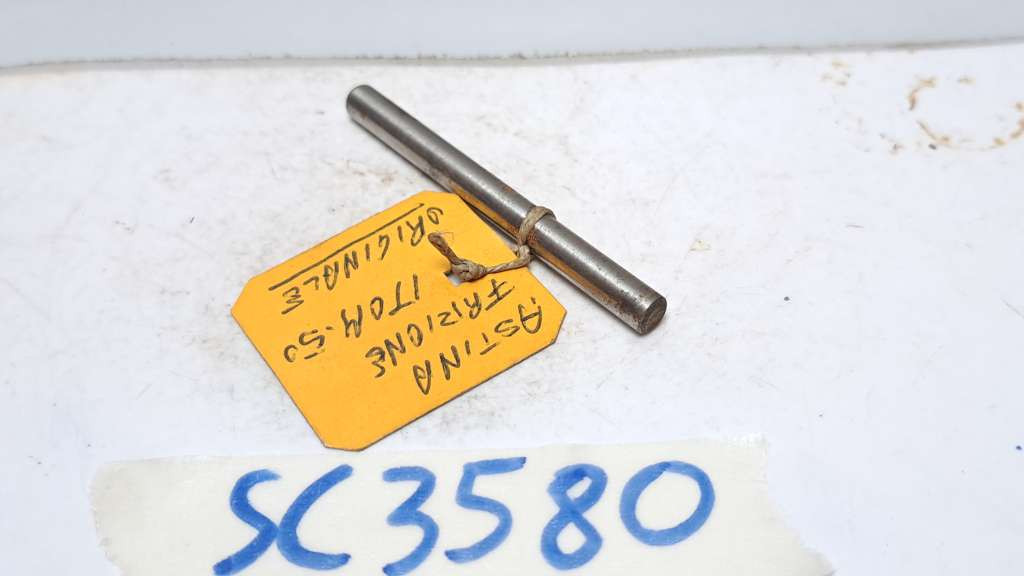 ASTINA
FRIZIONE
ITOM.50
ORIGINALE
SC3580